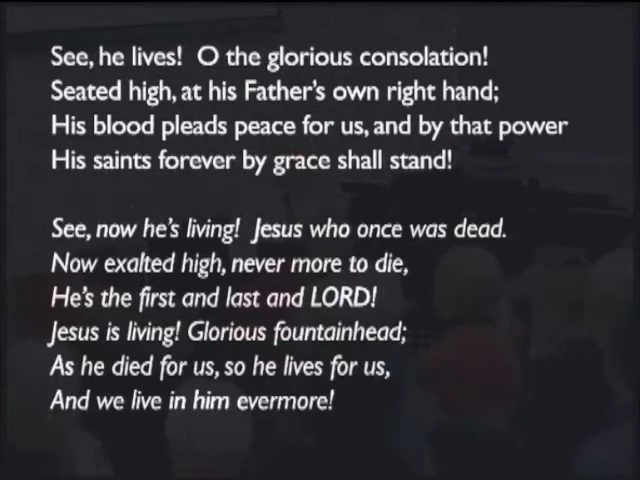 See, he lives! O the glorious consolation!
Seated high, at his Father's own right hand;
His blood pleads peace for us, and by that power
His saints forever by grace shall stand!
See, now he's living! Jesus who once was dead.
Now exalted high, never more to die,
He's the first and last and LORD!
Jesus is living! Glorious fountainhead;
As he died for us, so he lives for us,
And we live in him evermore!